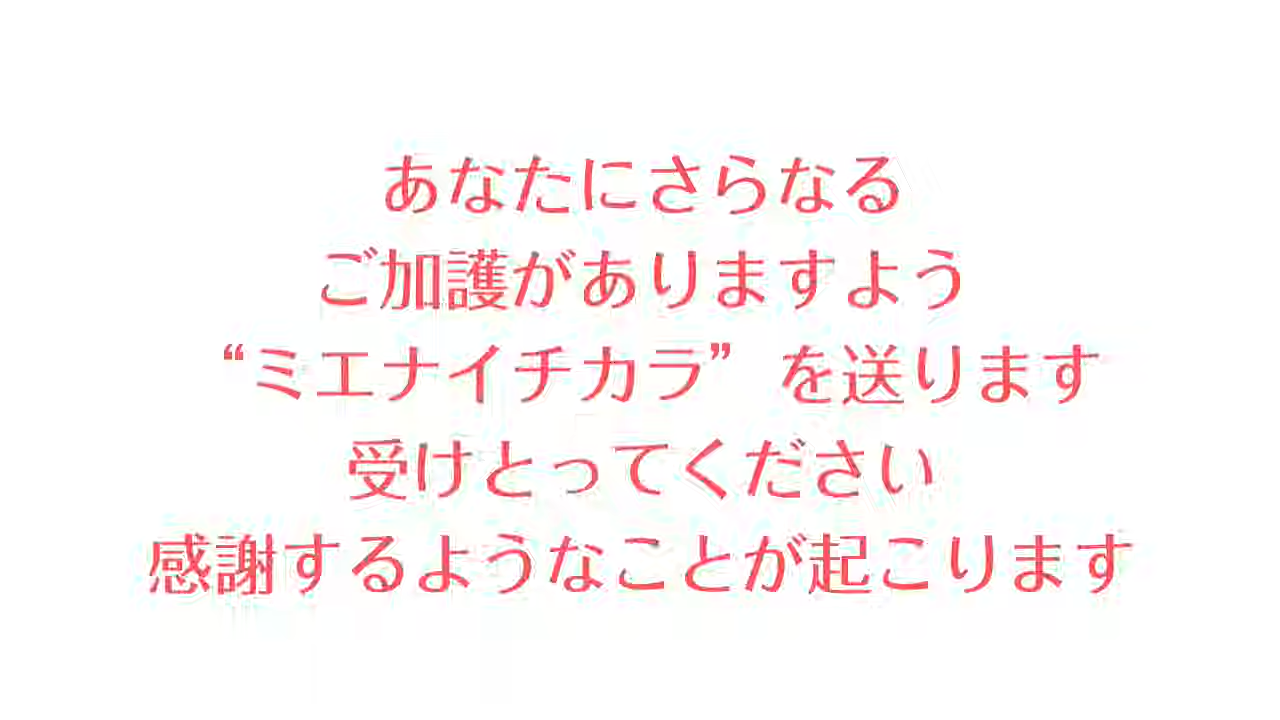 あなたにさらなる
ご加護がありますよう
“ミエナイチカラ”を送ります
受けとってください
感謝するようなことが起こります